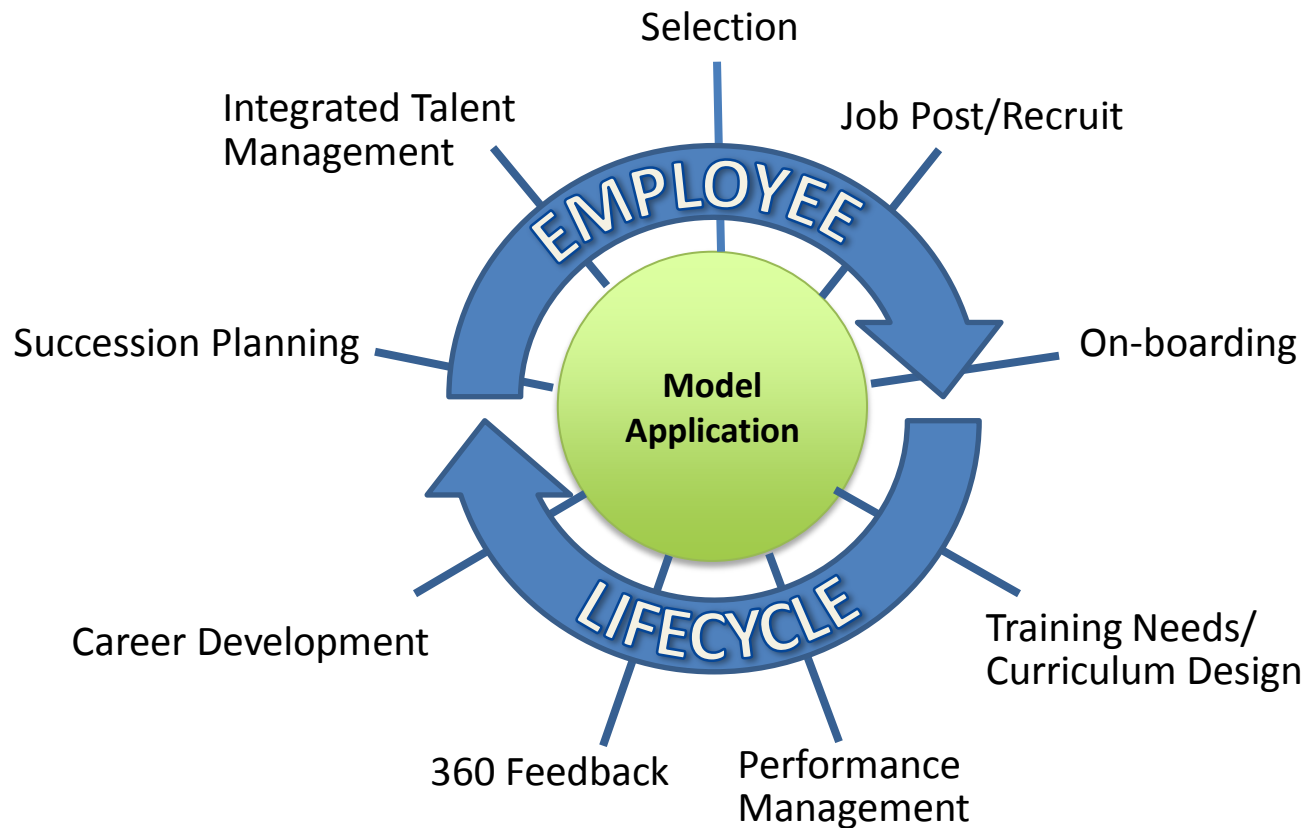 Selection
Integrated Talent
Management
Job Post/Recruit
EMPLOYEE
Succession Planning
On-boarding
Model
Application
LIFECYCLE
Career Development
Training Needs/
Curriculum Design
360 Feedback
Performance
Management